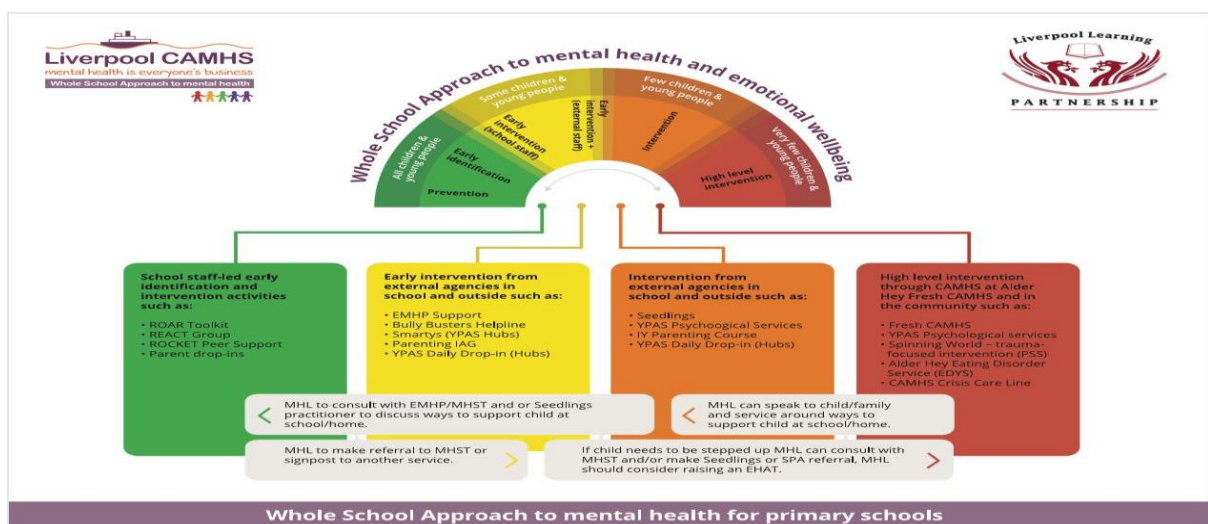 Liverpool CAMHS
mental health is everyone's business
Whole School Approach to mental health
Liverpool Learning
PARTNERSHIP
Whole School Approach to mental health and emotional wellbeing
All children &
young people
Some children &
young people
Few children &
young people
Very few children &
young people
Prevention
Early
identification
Early
intervention
(school staff)
Early
intervention +
(external staff)
Intervention
High level
intervention
School staff-led early
identification and
intervention activities
such as:
• ROAR Toolkit
• REACT Group
• ROCKET Peer Support
• Parent drop-ins
Early intervention from
external agencies in
school and outside such as:
• EMHP Support
• Bully Busters Helpline
• Smartys (YPAS Hubs)
• Parenting IAG
• YPAS Daily Drop-in (Hubs)
Intervention from
external agencies in
school and outside such as:
• Seedlings
• YPAS Psychoogical Services
• IY Parenting Course
• YPAS Daily Drop-in (Hubs)
High level intervention
through CAMHS at Alder
Hey Fresh CAMHS and in
the community such as:
• Fresh CAMHS
• YPAS Psychological services
• Spinning World – trauma-
focused intervention (PSS)
• Alder Hey Eating Disorder
Service (EDYS)
• CAMHS Crisis Care Line
MHL to consult with EMHP/MHST and or Seedlings
practitioner to discuss ways to support child at
school/home.
MHL can speak to child/family
and service around ways to
support child at school/home.
MHL to make referral to MHST or
signpost to another service.
If child needs to be stepped up MHL can consult with
MHST and/or make Seedlings or SPA referral, MHL
should consider raising an EHAT.
Whole School Approach to mental health for primary schools